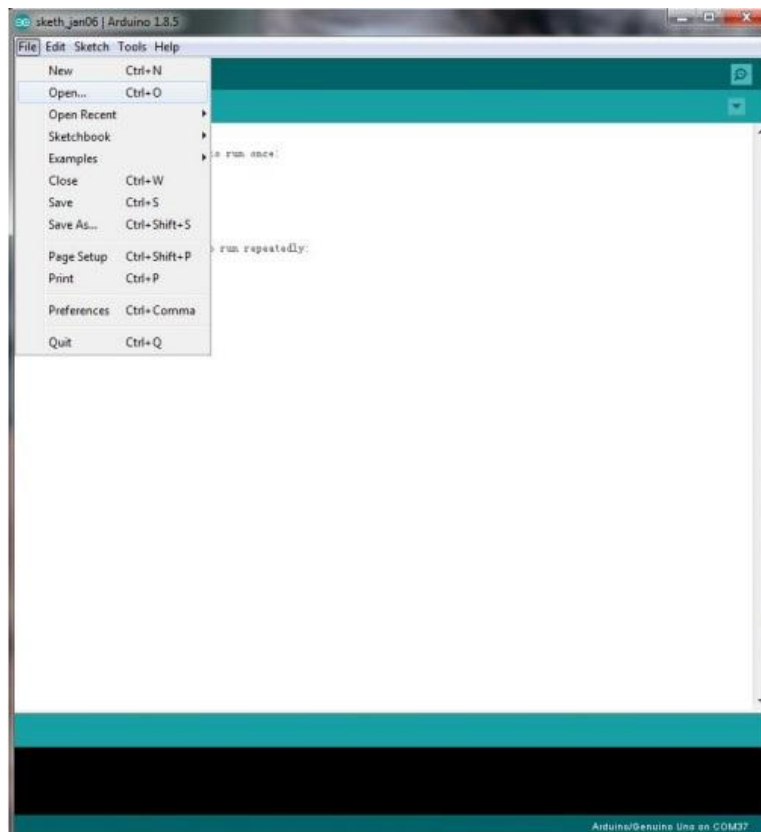 sketh_jan06 | Arduino 1.8.5
File Edit Sketch Tools Help
New Ctrl+N
Open... Ctrl+O
Open Recent
Sketchbook
Examples
to run once:
Close Ctrl+W
Save Ctrl+S
Save As... Ctrl+Shift+S
o run repeatedly:
Page Setup Ctrl+Shift+P
Print Ctrl+P
Preferences Ctrl+Comma
Quit Ctrl+Q
Arduino/Genuino Uno on COM37